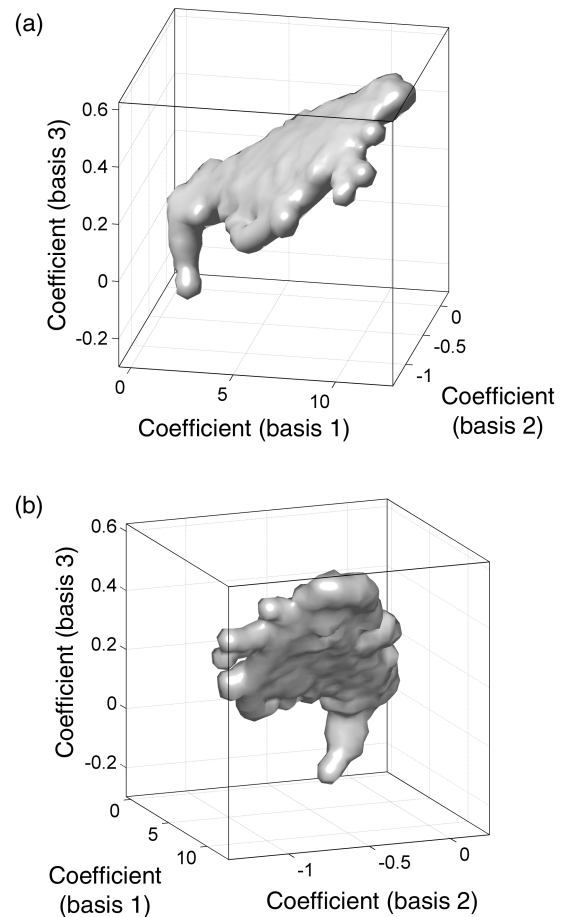 (a)
0.6
0.4
0.2
0
-0.2
Coefficient (basis 3)
0
5
10
Coefficient (basis 1)
0
-0.5
-1
Coefficient
(basis 2)
(b)
0.6
0.4
0.2
0
-0.2
Coefficient (basis 3)
0
5
10
Coefficient
(basis 1)
-1
-0.5
0
Coefficient (basis 2)